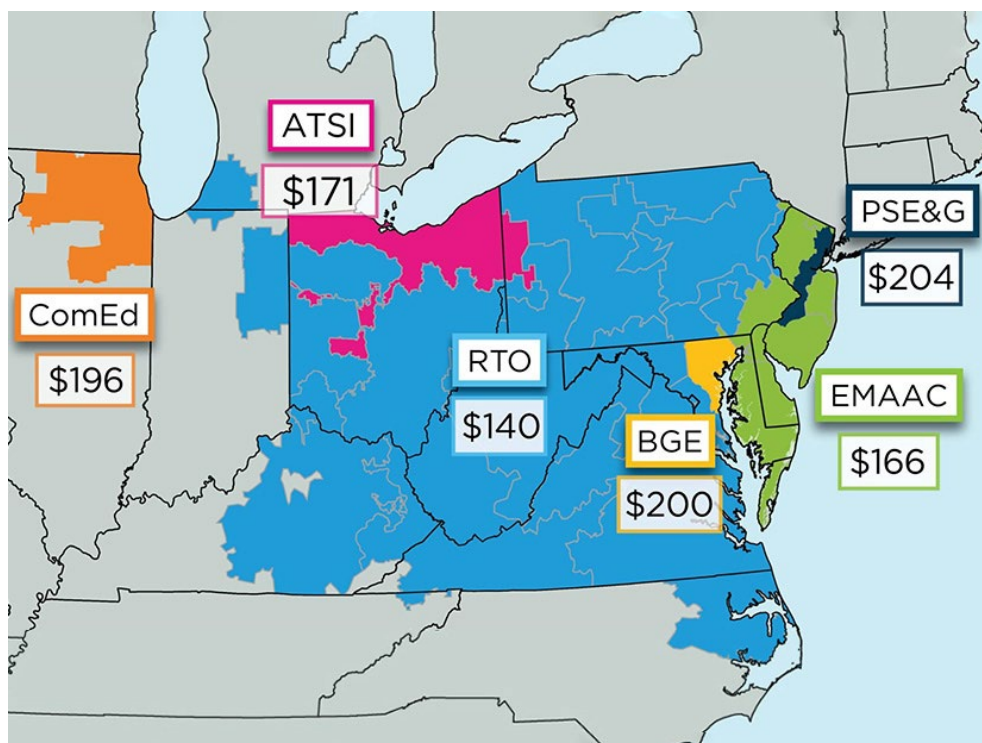 ATSI
$171
PSE&G
$204
ComEd
$196
RTO
$140
EMAAC
$166
BGE
$200